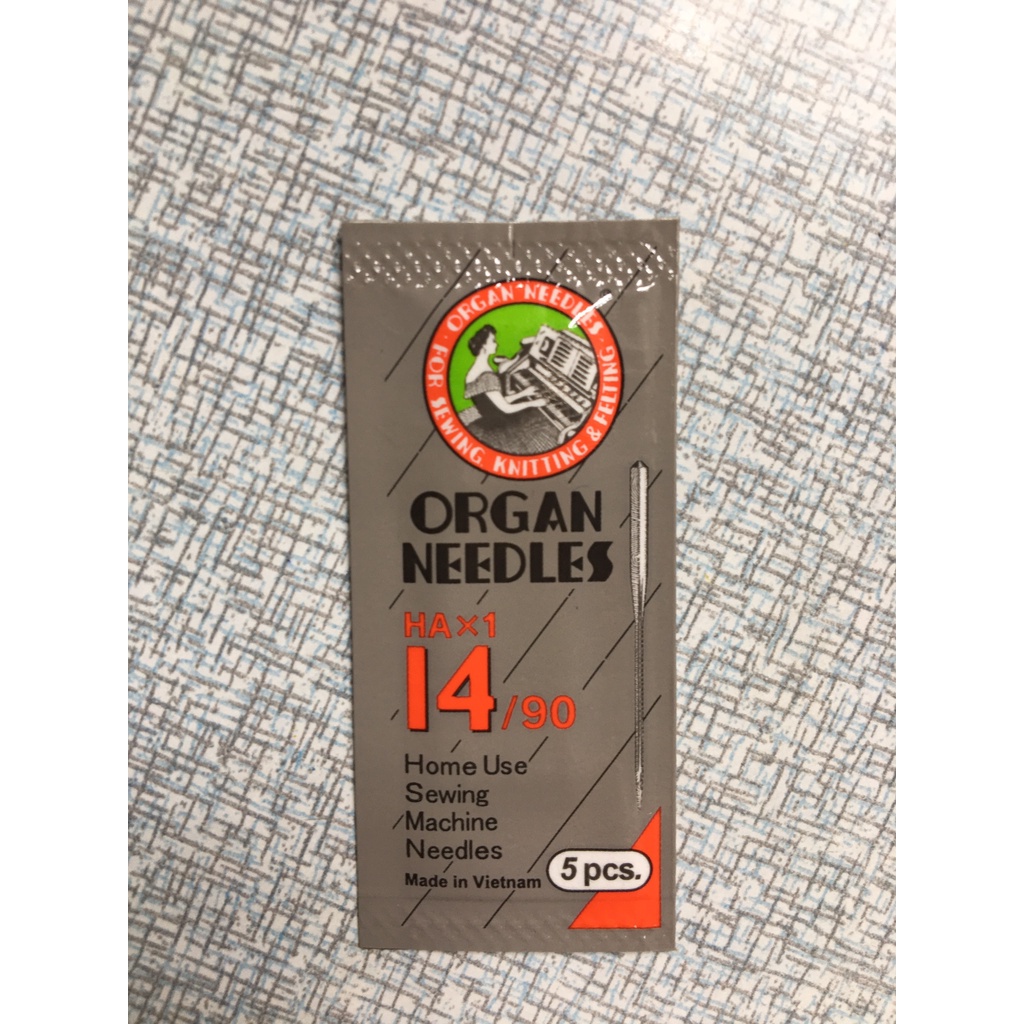 ORGAN NEEDLES
· FOR SEWING KNITTING & FELTING ·
ORGAN
NEEDLES
HA×1
14/90
Home Use
Sewing
Machine
Needles
Made in Vietnam
5 pcs.